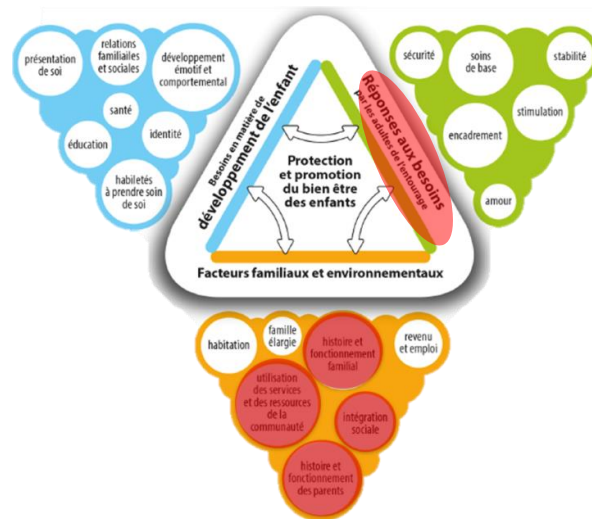 présentation
de soi
relations
familiailes
et sociales
développement
émotif et
comportemental
santé
éducation
identité
habiletés
à prendre soin
de soi
Besoins en matière de
développement de l'enfant
Réponses aux besoins
par les adultes de l'entourage
Protection
et promotion
du bien être
des enfants
Facteurs familiaux et environnementaux
sécurité
soins
de base
stabilité
stimulation
encadrement
amour
habitation
famille
élargie
histoire et
fonctionnement
familial
revenu
et emploi
utilisation
des services
et des ressources
de la
communauté
intégration
sociale
histoire et
fonctionnement
des parents